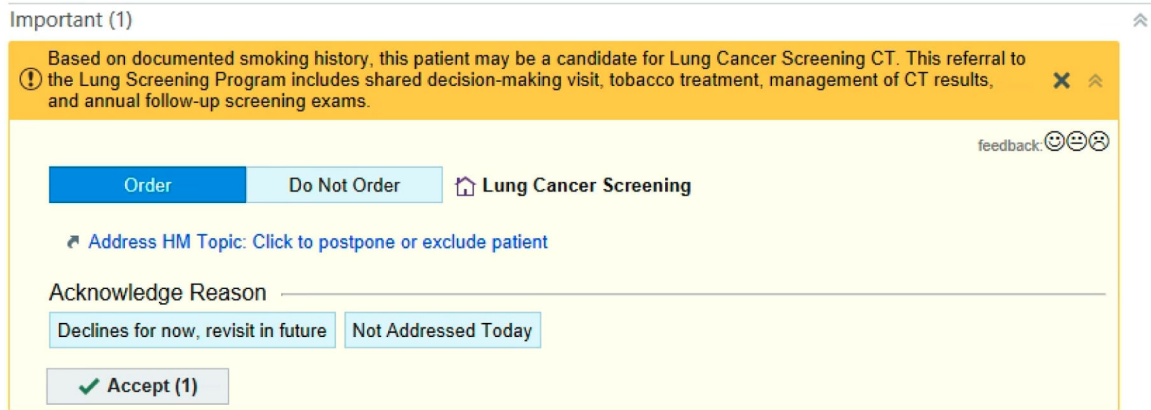 Important (1)
Based on documented smoking history, this patient may be a candidate for Lung Cancer Screening CT. This referral to
the Lung Screening Program includes shared decision-making visit, tobacco treatment, management of CT results,
and annual follow-up screening exams.
feedback:
Order Do Not Order Lung Cancer Screening
Address HM Topic: Click to postpone or exclude patient
Acknowledge Reason
Declines for now, revisit in future Not Addressed Today
Accept (1)